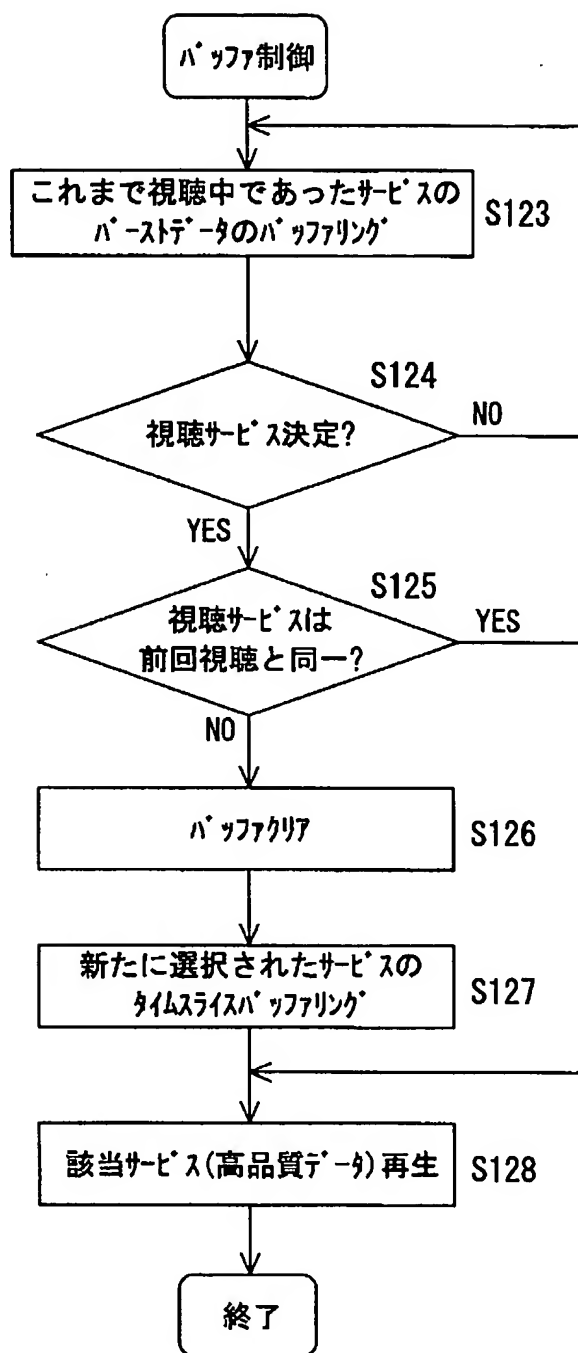 バッファ制御
これまで視聴中であったサービスの
バーストデータのバッファリング
S123
S124
視聴サービス決定?
NO
YES
S125
視聴サービスは
前回視聴と同一?
YES
NO
バッファクリア
S126
新たに選択されたサービスの
タイムスライスバッファリング
S127
該当サービス(高品質データ)再生
S128
終了